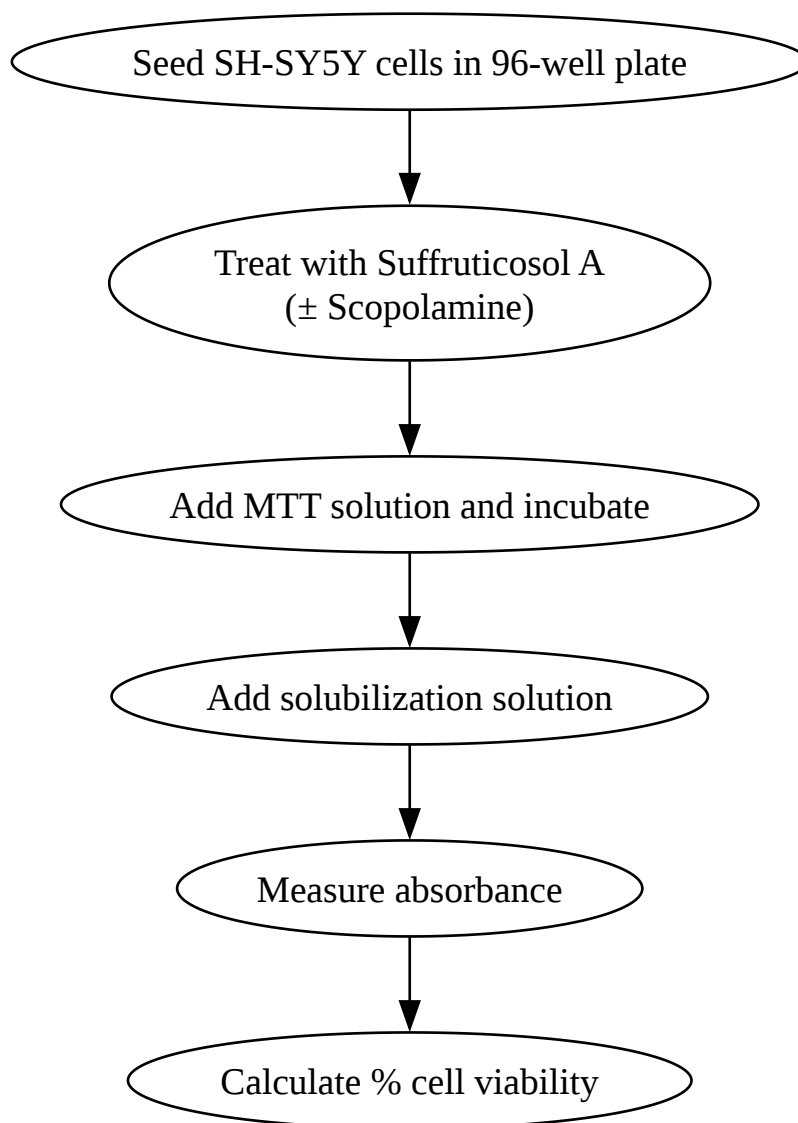 Seed SH-SY5Y cells in 96-well plate
Treat with Suffruticosol A
(± Scopolamine)
Add MTT solution and incubate
Add solubilization solution
Measure absorbance
Calculate % cell viability